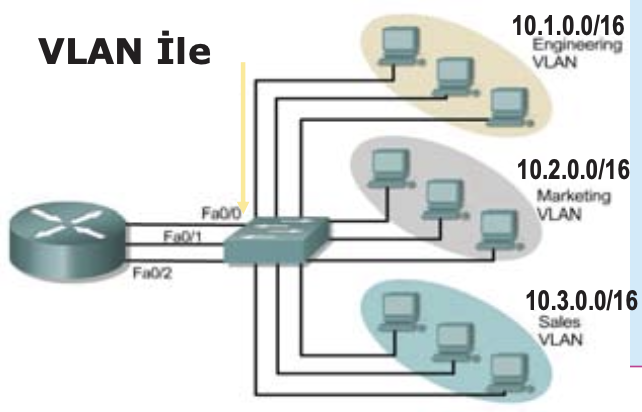 VLAN İle
10.1.0.0/16
Engineering
VLAN
10.2.0.0/16
Marketing
VLAN
Fa0/0
Fa0/1
Fa0/2
10.3.0.0/16
Sales
VLAN